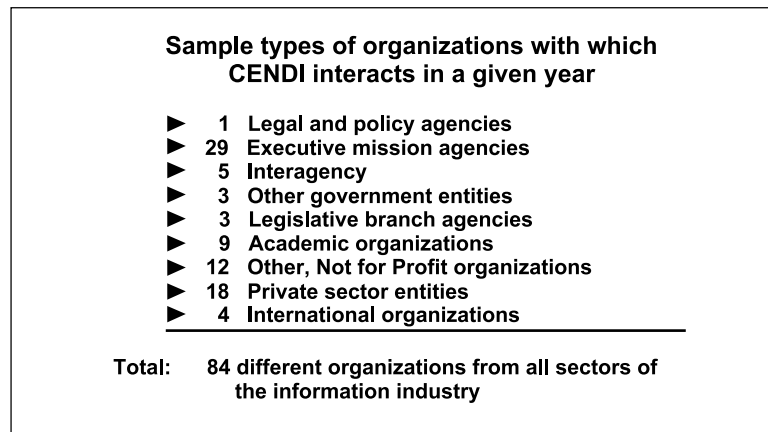 Sample types of organizations with which
CENDI interacts in a given year
► 1 Legal and policy agencies
► 29 Executive mission agencies
► 5 Interagency
► 3 Other government entities
► 3 Legislative branch agencies
► 9 Academic organizations
► 12 Other, Not for Profit organizations
► 18 Private sector entities
► 4 International organizations
Total: 84 different organizations from all sectors of
the information industry